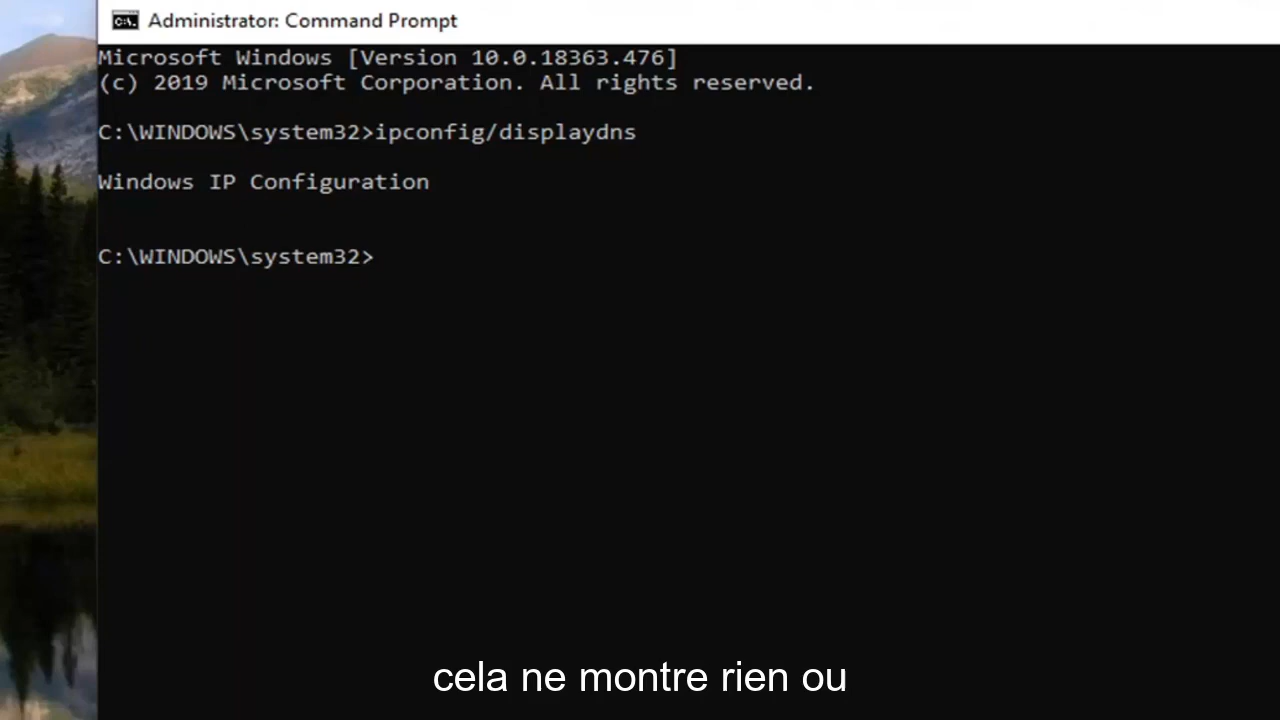 Administrator: Command Prompt
Microsoft Windows [Version 10.0.18363.476]
(c) 2019 Microsoft Corporation. All rights reserved.
C:\WINDOWS\system32>ipconfig/displaydns
Windows IP Configuration
C:\WINDOWS\system32>
cela ne montre rien ou